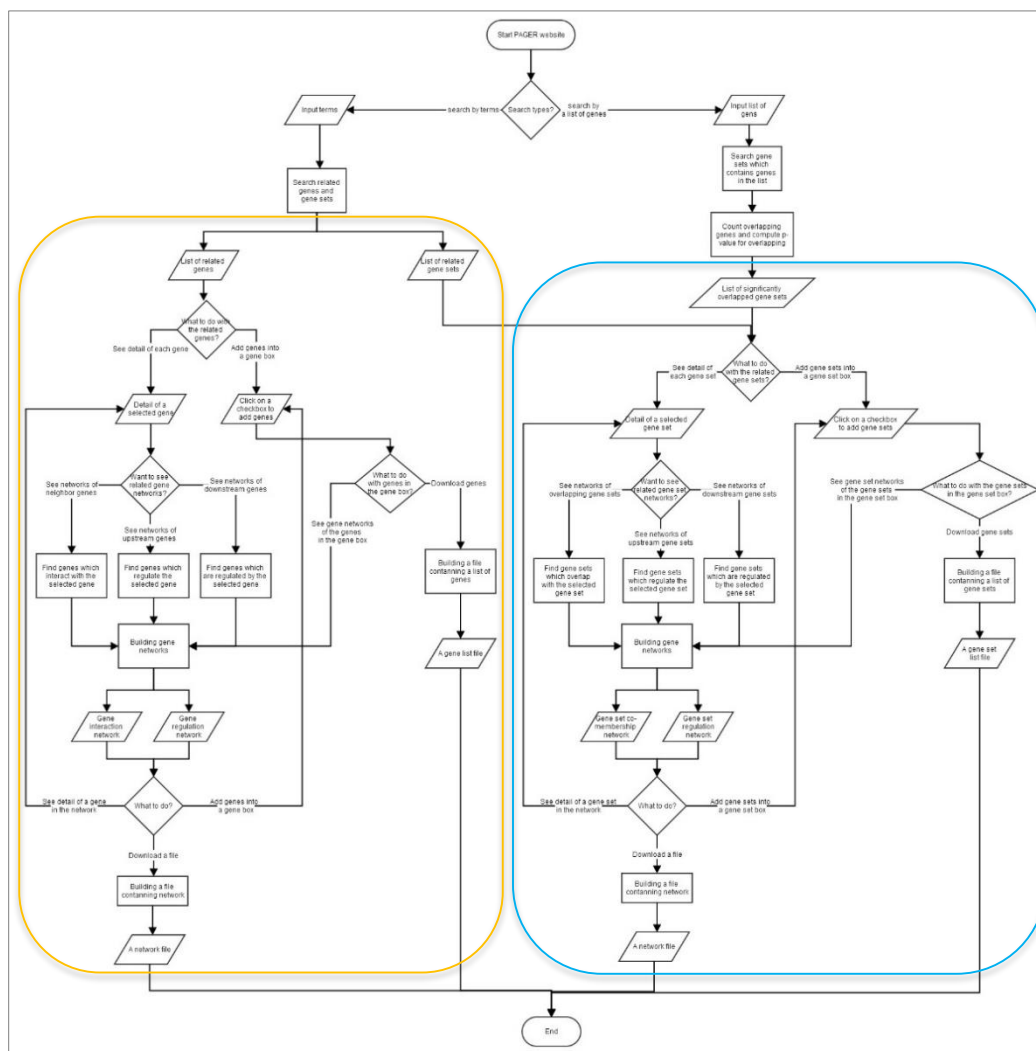 Start PAGER website
Search types?
search by terms
search by
a list of genes
Input terms
Input list of
gens
Search related
genes and
gene sets
Search gene
sets which
contains genes
in the list
Count overlapping
genes and compute p-
value for overlapping
List of related
genes
List of related
gene sets
List of significantly
overlapped gene sets
What to do with
the related
genes?
See detail of each gene
Add genes into
a gene box
Detail of a
selected gene
Click on a
checkbox to
add genes
Want to see
related gene
networks?
See networks of
neighbor genes
See networks of
downstream genes
See networks of
upstream genes
What to do
with genes in
the gene box?
Download genes
See gene networks
of the genes
in the gene box
Find genes which
interact with the
selected gene
Find genes which
regulate the
selected gene
Find genes which
are regulated by the
selected gene
Building a file
contanning a list of
genes
Building gene
networks
A gene list file
Gene
interaction
network
Gene
regulation
network
See detail of a gene
in the network
What to do?
Add genes into
a gene box
Download a file
Building a file
contanning network
A network file
What to do
with the related
gene sets?
See detail of
each gene set
Add gene sets into
a gene set box
Detail of a selected
gene set
Click on a checkbox
to add gene sets
Want to see
related gene set
networks?
See networks of
overlapping gene sets
See networks of
downstream gene sets
See networks of
upstream gene sets
See gene set networks
of the gene sets
in the gene set box
What to do with the gene sets
in the gene set box?
Download gene sets
Find gene sets
which overlap
with the selected
gene set
Find gene sets
which regulate the
selected gene set
Find gene sets
which are regulated
by the selected
gene set
Building a file
contanning a list of
gene sets
Building gene
networks
A gene set
list file
Gene set co-
membership
network
Gene set
regulation
network
See detail of a gene set
in the network
What to do?
Add gene sets into
a gene set box
Download a file
Building a file
contanning network
A network file
End